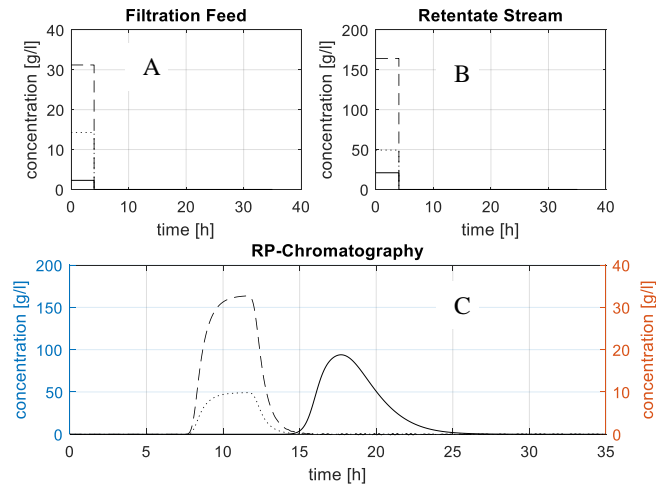 Filtration Feed
40
30
20
10
0
concentration [g/l]
A
0 10 20 30 40
time [h]
Retentate Stream
200
150
100
50
0
concentration [g/l]
B
0 10 20 30 40
time [h]
RP-Chromatography
200
150
100
50
0
concentration [g/l]
C
40
30
20
10
0
concentration [g/l]
0 5 10 15 20 25 30 35
time [h]